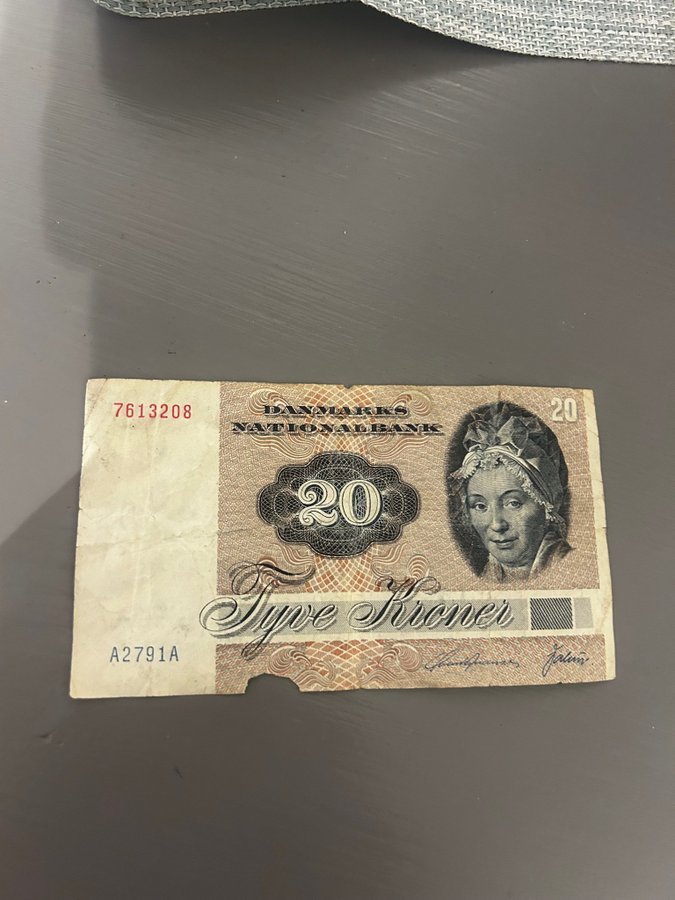 7613208
DANMARKS
NATIONALBANK
20
20
Tyve Kroner
A2791A